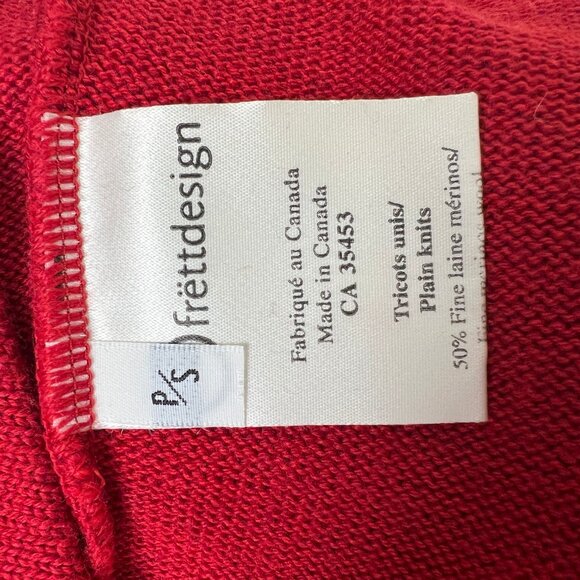 frëttdesign
P/S
Fabriqué au Canada
Made in Canada
CA 35453
Tricots unis/
Plain knits
50% Fine laine mérinos/